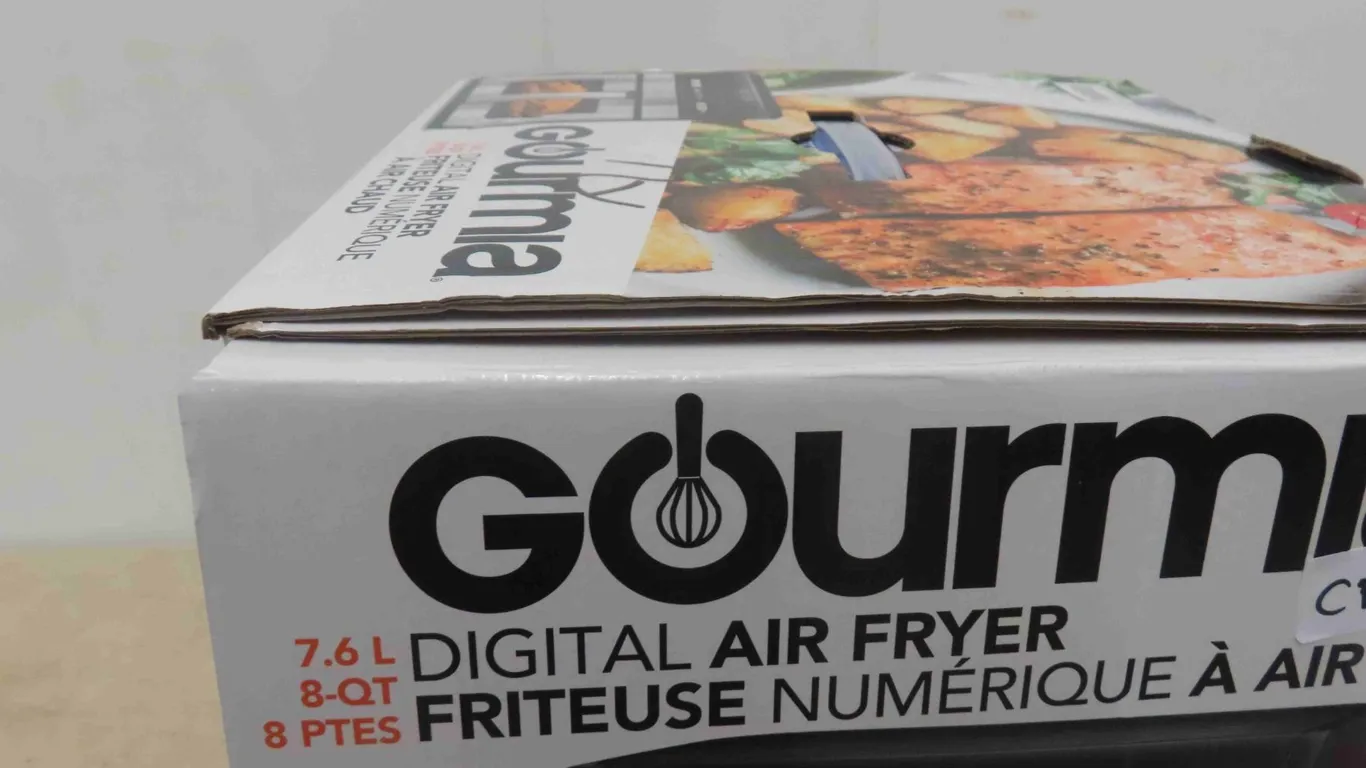 Gourmia®
DIGITAL AIR FRYER
FRITEUSE NUMÉRIQUE
À AIR CHAUD
Gourmi
7.6 L
8-QT
8 PTES
DIGITAL AIR FRYER
FRITEUSE NUMÉRIQUE À AIR